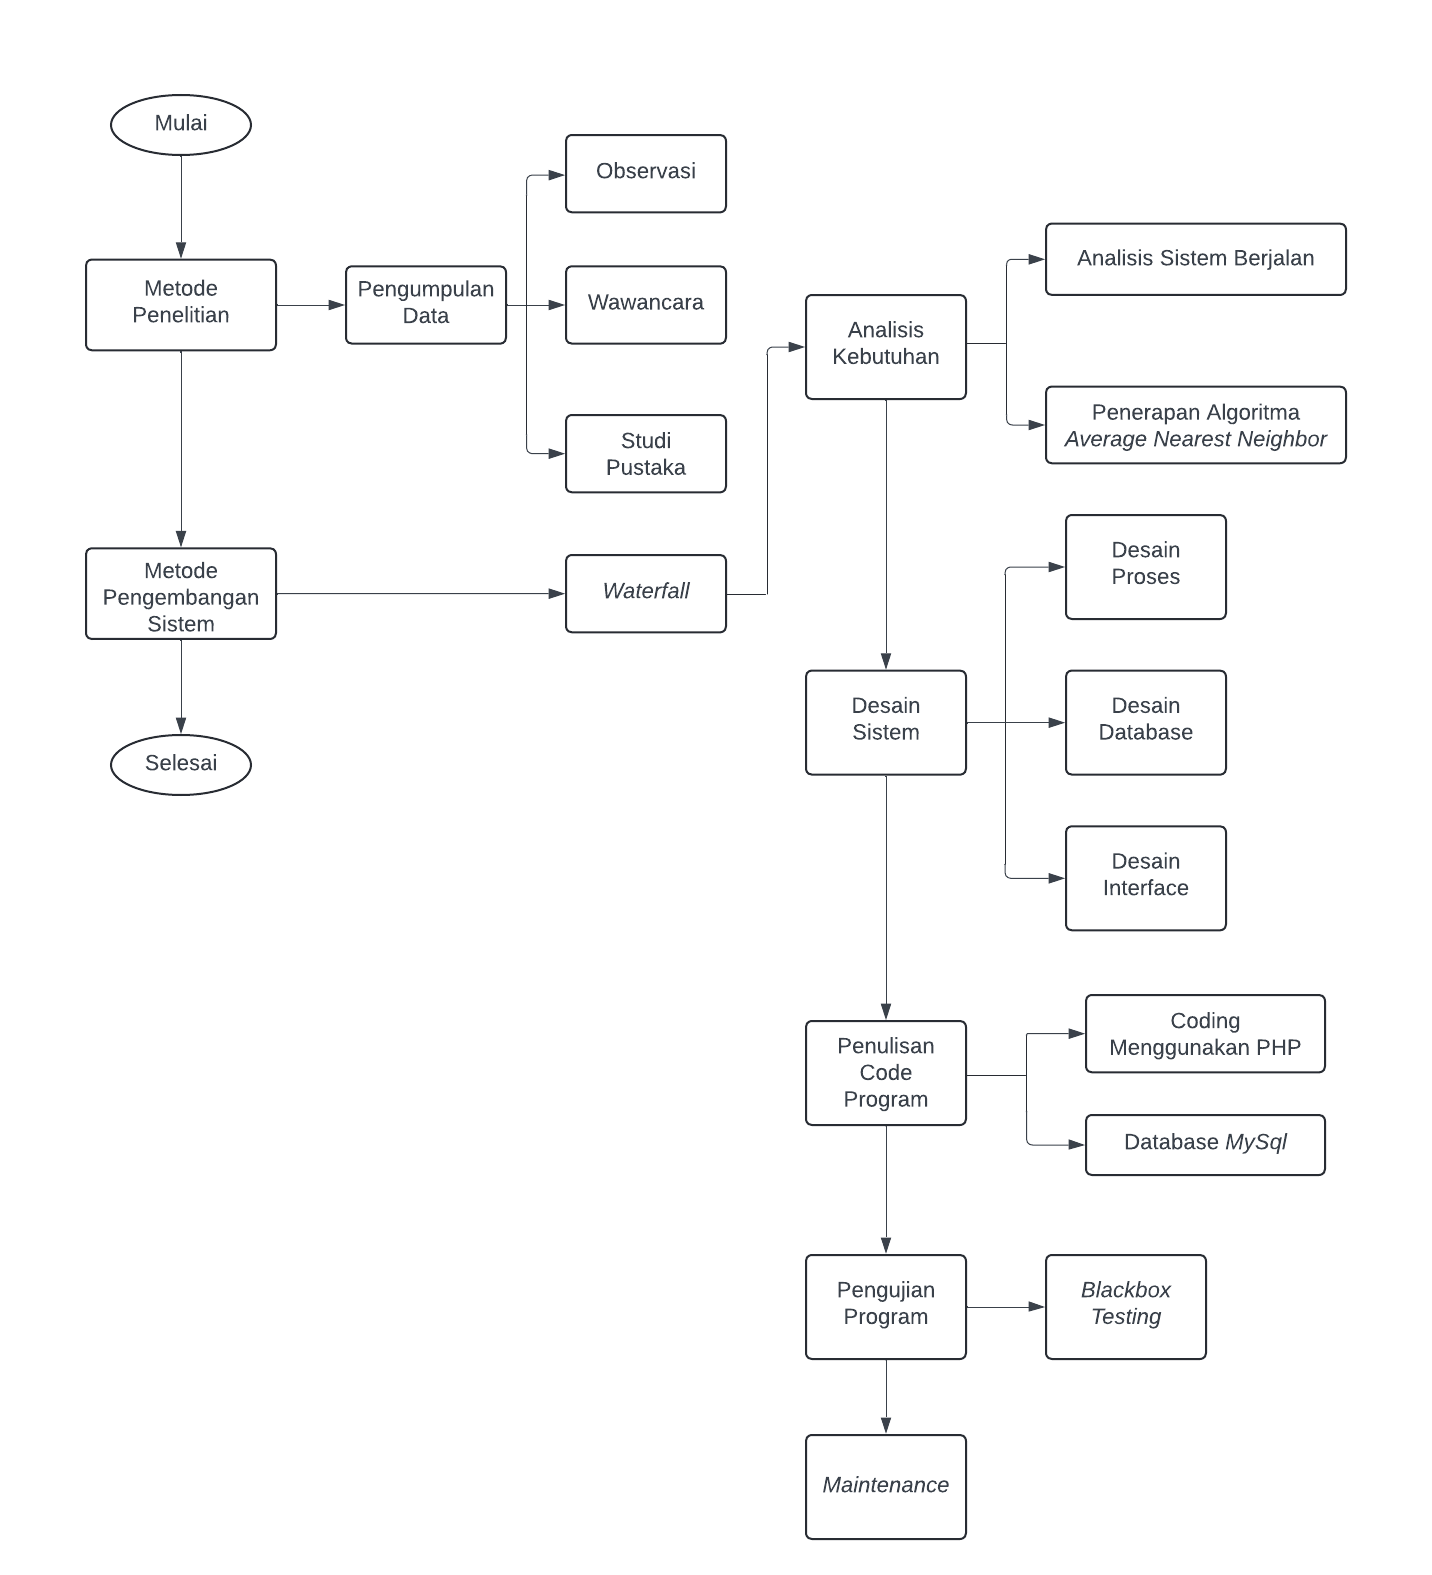 Mulai
Metode
Penelitian
Pengumpulan
Data
Observasi
Wawancara
Studi
Pustaka
Metode
Pengembangan
Sistem
Waterfall
Selesai
Analisis
Kebutuhan
Analisis Sistem Berjalan
Penerapan Algoritma
Average Nearest Neighbor
Desain
Sistem
Desain
Proses
Desain
Database
Desain
Interface
Penulisan
Code
Program
Coding
Menggunakan PHP
Database MySql
Pengujian
Program
Blackbox
Testing
Maintenance